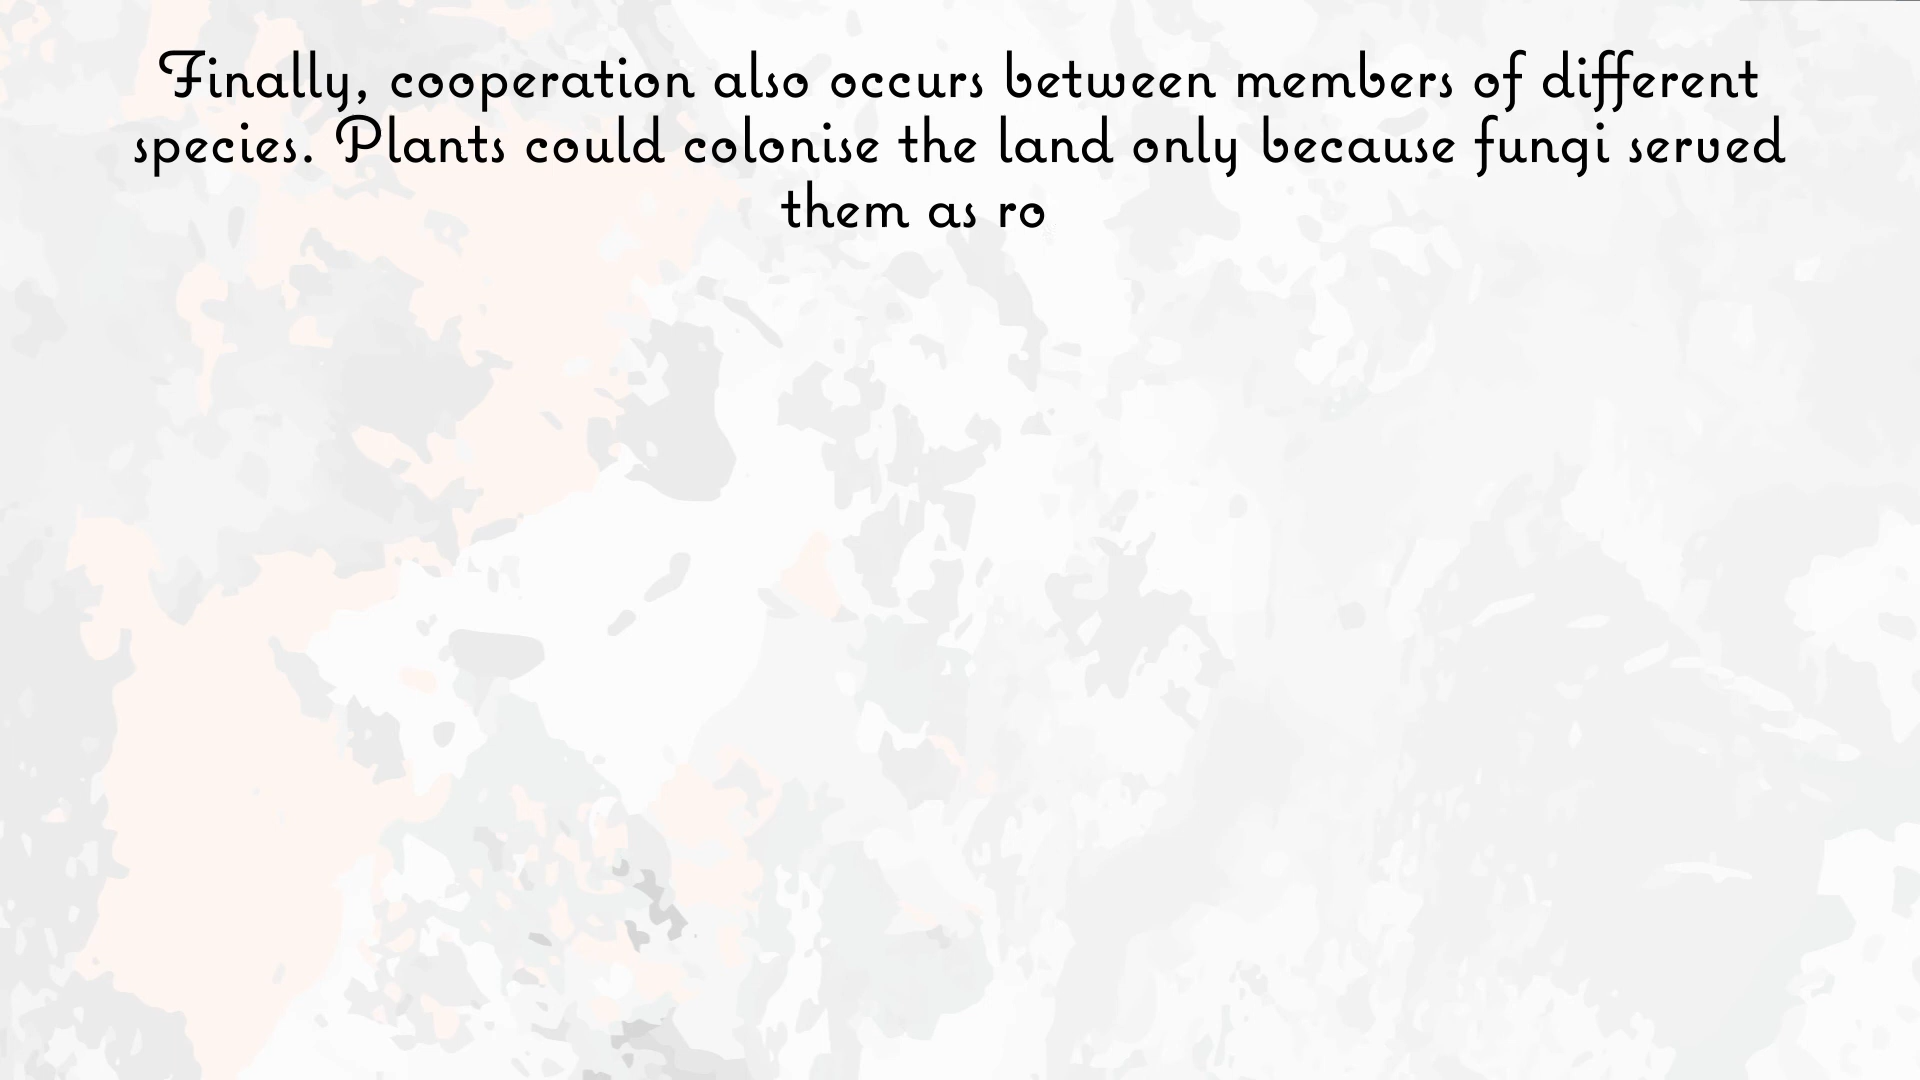 Finally, cooperation also occurs between members of different
species. Plants could colonise the land only because fungi served
them as ro